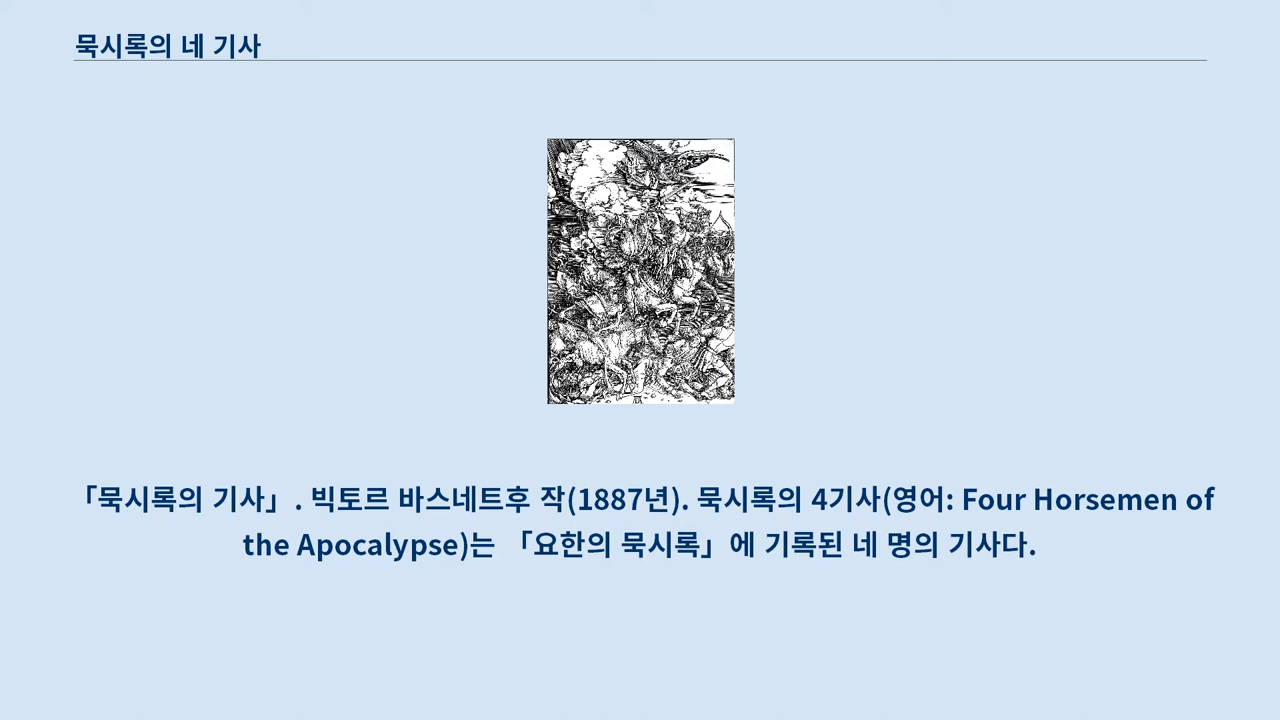 묵시록의 네 기사
「묵시록의 기사」. 빅토르 바스네트후 작(1887년). 묵시록의 4기사(영어: Four Horsemen of
the Apocalypse)는 「요한의 묵시록」에 기록된 네 명의 기사다.